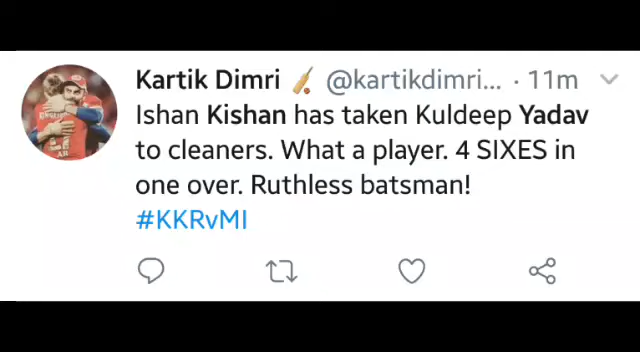 Kartik Dimri 🏏 @kartikdimri... · 11m
Ishan Kishan has taken Kuldeep Yadav
to cleaners. What a player. 4 SIXES in
one over. Ruthless batsman!
#KKRvMI